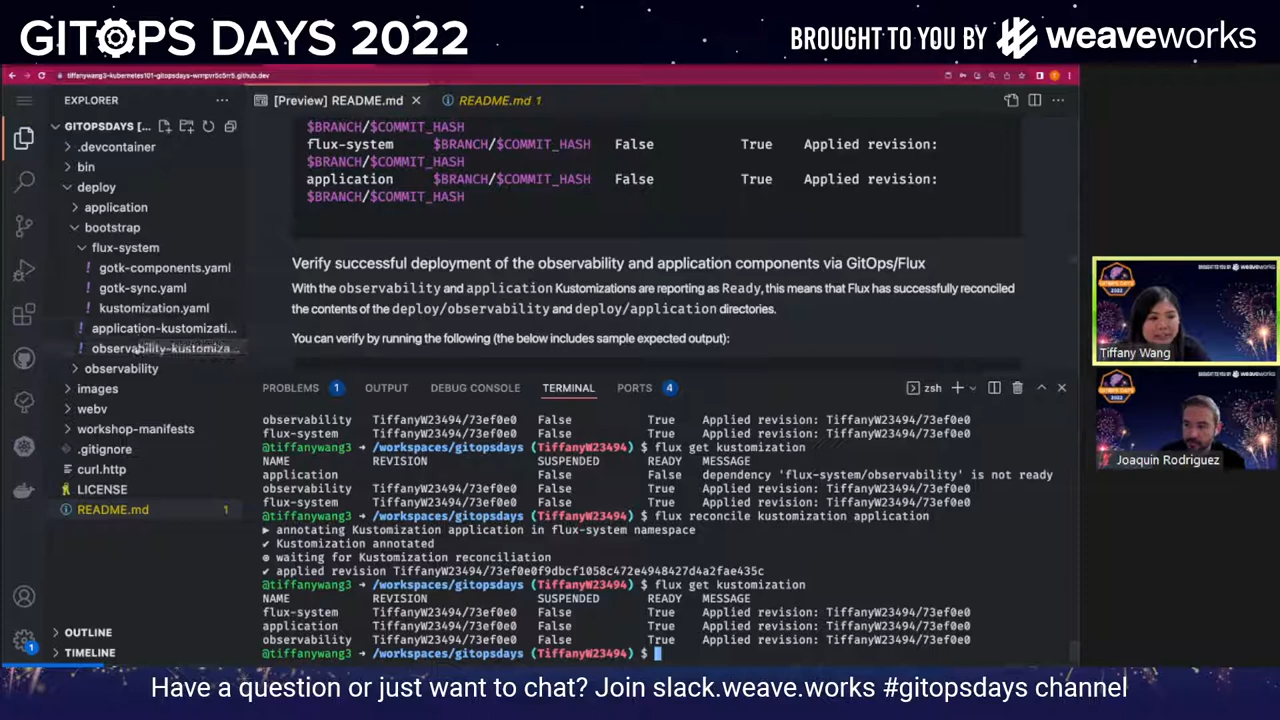 GITOPS DAYS 2022
BROUGHT TO YOU BY weaveworks
tiffanywang3-kubernetes101-gitopsdays-wrrrpvr5c5rr5.github.dev
EXPLORER
[Preview] README.md
README.md 1
GITOPSDAYS [...
.devcontainer
bin
deploy
application
bootstrap
flux-system
gotk-components.yaml
gotk-sync.yaml
kustomization.yaml
application-kustomizati...
observability-kustomiza...
observability
images
webv
workshop-manifests
.gitignore
curl.http
LICENSE
README.md 1
OUTLINE
TIMELINE
1
$BRANCH/$COMMIT_HASH
flux-system $BRANCH/$COMMIT_HASH False True Applied revision:
$BRANCH/$COMMIT_HASH
application $BRANCH/$COMMIT_HASH False True Applied revision:
$BRANCH/$COMMIT_HASH
Verify successful deployment of the observability and application components via GitOps/Flux
With the observability and application Kustomizations are reporting as Ready, this means that Flux has successfully reconciled
the contents of the deploy/observability and deploy/application directories.
You can verify by running the following (the below includes sample expected output):
PROBLEMS 1 OUTPUT DEBUG CONSOLE TERMINAL PORTS 4 zsh
observability TiffanyW23494/73ef0e0 False True Applied revision: TiffanyW23494/73ef0e0
flux-system TiffanyW23494/73ef0e0 False True Applied revision: TiffanyW23494/73ef0e0
@tiffanywang3 → /workspaces/gitopsdays (TiffanyW23494) $ flux get kustomization
NAME REVISION SUSPENDED READY MESSAGE
application False False dependency 'flux-system/observability' is not ready
observability TiffanyW23494/73ef0e0 False True Applied revision: TiffanyW23494/73ef0e0
flux-system TiffanyW23494/73ef0e0 False True Applied revision: TiffanyW23494/73ef0e0
@tiffanywang3 → /workspaces/gitopsdays (TiffanyW23494) $ flux reconcile kustomization application
► annotating Kustomization application in flux-system namespace
✔ Kustomization annotated
◎ waiting for Kustomization reconciliation
✔ applied revision TiffanyW23494/73ef0e0f9dbcf1058c472e4948427d4a2fae435c
@tiffanywang3 → /workspaces/gitopsdays (TiffanyW23494) $ flux get kustomization
NAME REVISION SUSPENDED READY MESSAGE
flux-system TiffanyW23494/73ef0e0 False True Applied revision: TiffanyW23494/73ef0e0
application TiffanyW23494/73ef0e0 False True Applied revision: TiffanyW23494/73ef0e0
observability TiffanyW23494/73ef0e0 False True Applied revision: TiffanyW23494/73ef0e0
@tiffanywang3 → /workspaces/gitopsdays (TiffanyW23494) $
Tiffany Wang
Joaquin Rodriguez
Have a question or just want to chat? Join slack.weave.works #gitopsdays channel